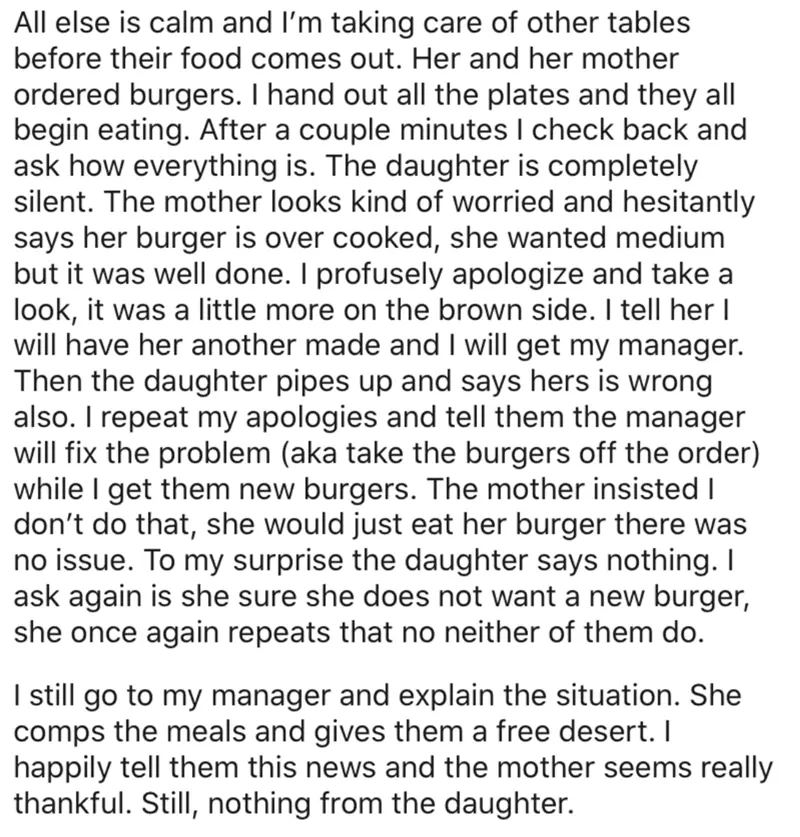 All else is calm and I’m taking care of other tables
before their food comes out. Her and her mother
ordered burgers. I hand out all the plates and they all
begin eating. After a couple minutes I check back and
ask how everything is. The daughter is completely
silent. The mother looks kind of worried and hesitantly
says her burger is over cooked, she wanted medium
but it was well done. I profusely apologize and take a
look, it was a little more on the brown side. I tell her I
will have her another made and I will get my manager.
Then the daughter pipes up and says hers is wrong
also. I repeat my apologies and tell them the manager
will fix the problem (aka take the burgers off the order)
while I get them new burgers. The mother insisted I
don’t do that, she would just eat her burger there was
no issue. To my surprise the daughter says nothing. I
ask again is she sure she does not want a new burger,
she once again repeats that no neither of them do.
I still go to my manager and explain the situation. She
comps the meals and gives them a free desert. I
happily tell them this news and the mother seems really
thankful. Still, nothing from the daughter.